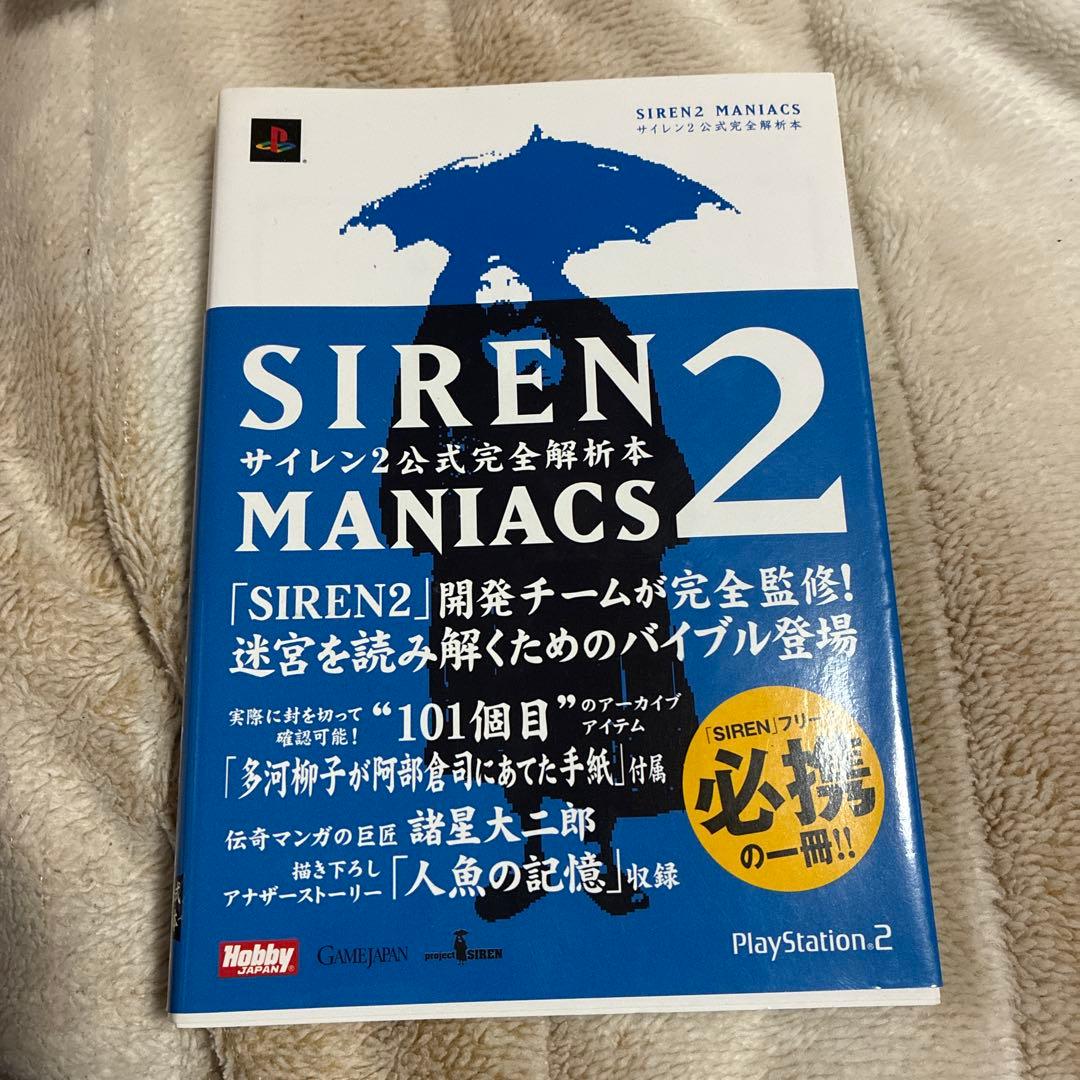 SIREN2 MANIACS
サイレン2公式完全解析本
SIREN 2
サイレン2公式完全解析本
MANIACS
「SIREN2」開発チームが完全監修!
迷宮を読み解くためのバイブル登場
実際に封を切って
確認可能!
“101個目”
のアーカイブ
アイテム
「多河柳子が阿部倉司にあてた手紙」付属
伝奇マンガの巨匠 諸星大二郎
描き下ろし
アナザーストーリー
「人魚の記憶」収録
「SIREN」フリー
必携
の一冊!!
Hobby
JAPAN
GAMEJAPAN
project SIREN
PlayStation®2